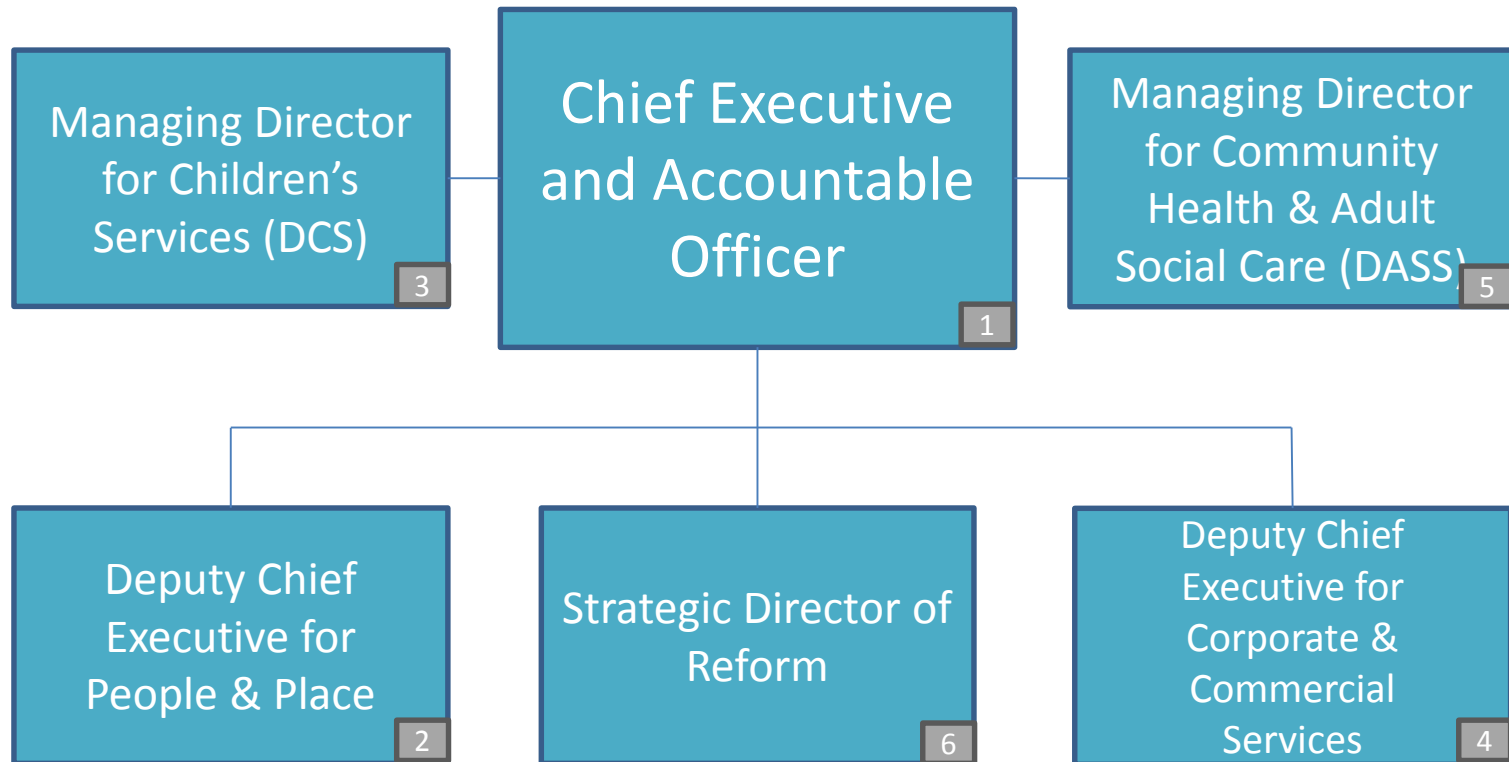 Managing Director
for Children’s
Services (DCS)
3
Chief Executive
and Accountable
Officer
1
Managing Director
for Community
Health & Adult
Social Care (DASS)
5
Deputy Chief
Executive for
People & Place
2
Strategic Director of
Reform
6
Deputy Chief
Executive for
Corporate &
Commercial
Services
4